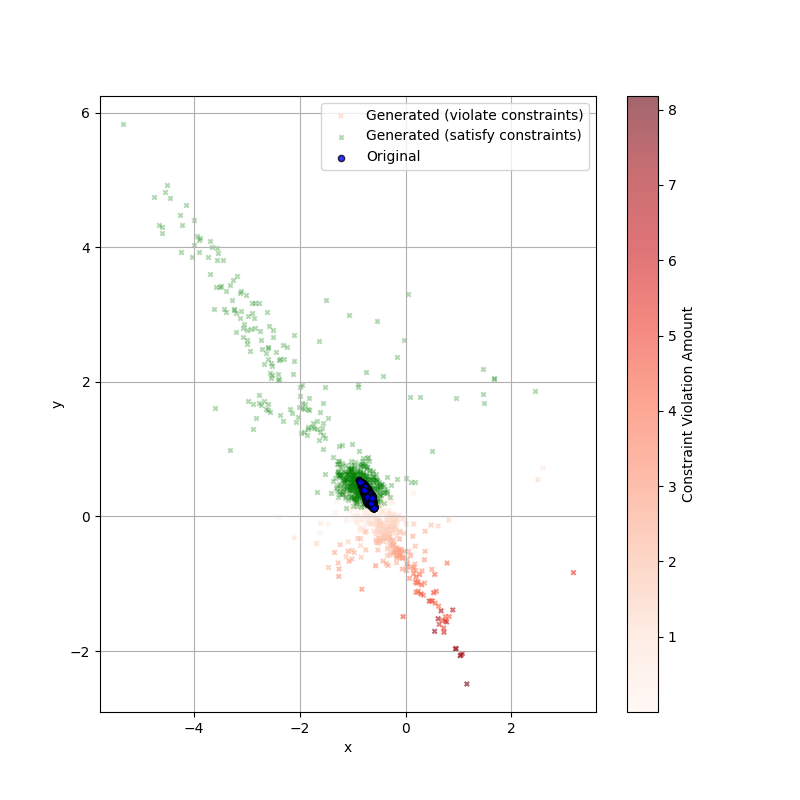 Generated (violate constraints)
Generated (satisfy constraints)
Original
6
4
2
0
−2
−4
−2
0
2
x
y
8
7
6
5
4
3
2
1
Constraint Violation Amount